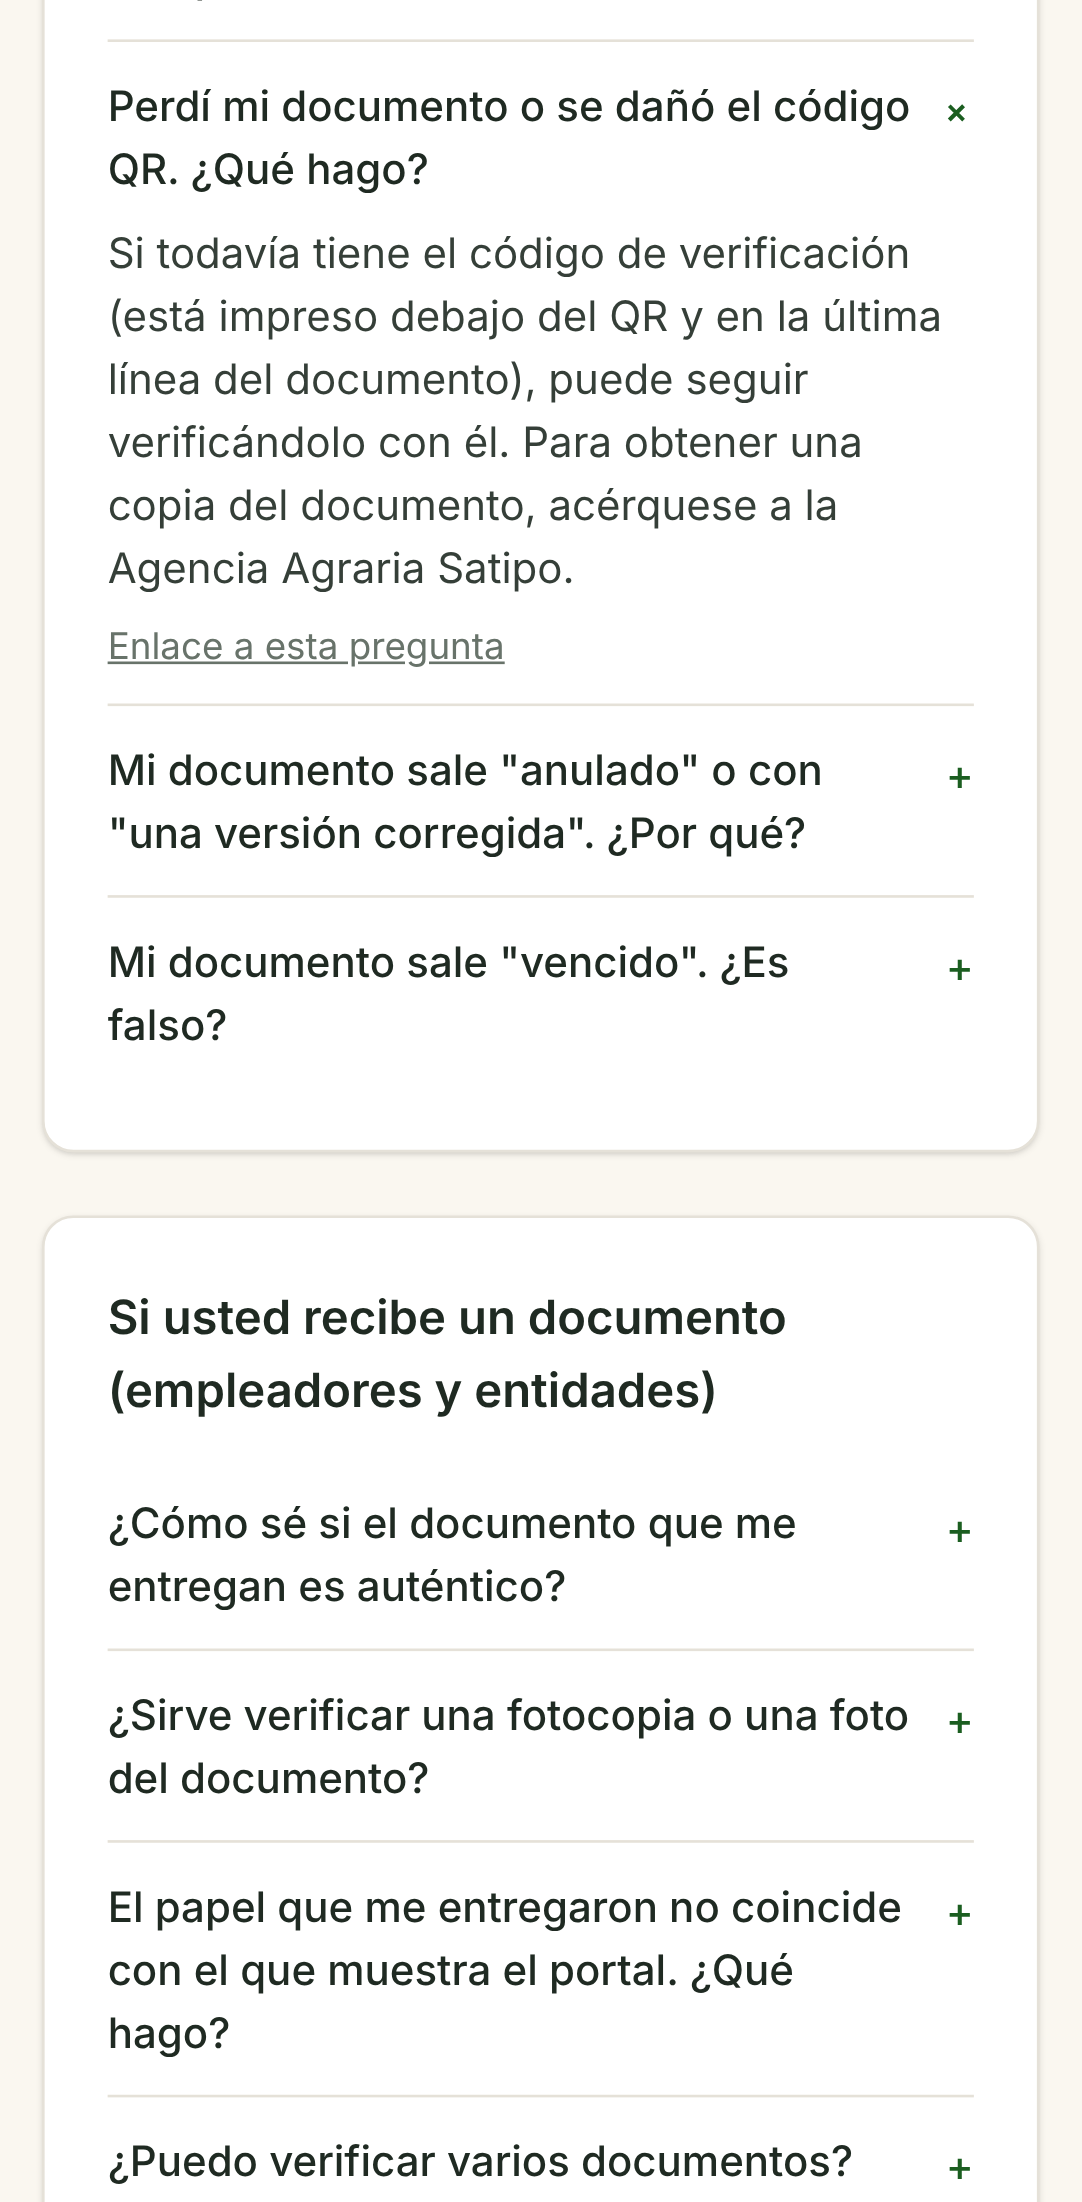 Perdí mi documento o se dañó el código
QR. ¿Qué hago?
Si todavía tiene el código de verificación
(está impreso debajo del QR y en la última
línea del documento), puede seguir
verificándolo con él. Para obtener una
copia del documento, acérquese a la
Agencia Agraria Satipo.
Enlace a esta pregunta
Mi documento sale "anulado" o con
"una versión corregida". ¿Por qué?
Mi documento sale "vencido". ¿Es
falso?
Si usted recibe un documento
(empleadores y entidades)
¿Cómo sé si el documento que me
entregan es auténtico?
¿Sirve verificar una fotocopia o una foto
del documento?
El papel que me entregaron no coincide
con el que muestra el portal. ¿Qué
hago?
¿Puedo verificar varios documentos?